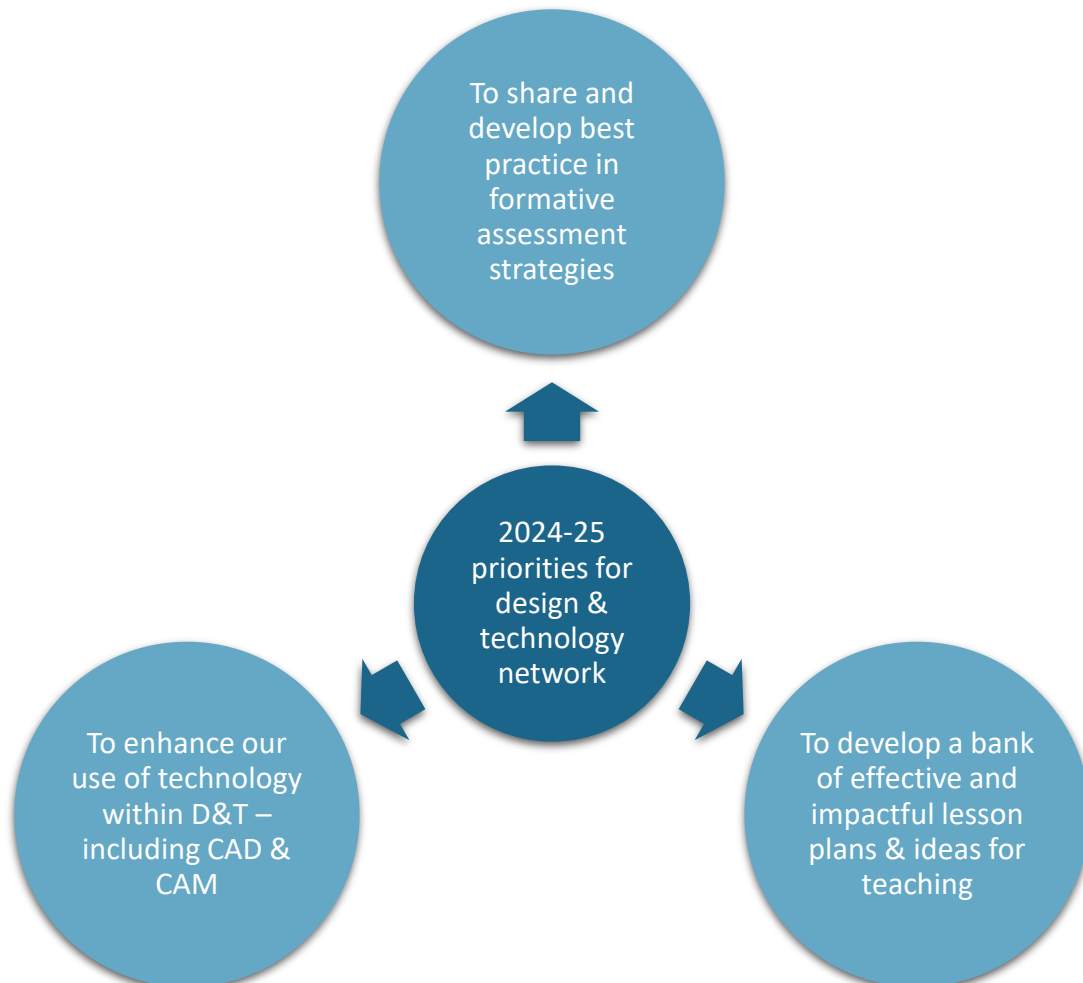 To share and
develop best
practice in
formative
assessment
strategies
2024-25
priorities for
design &
technology
network
To enhance our
use of technology
within D&T –
including CAD &
CAM
To develop a bank
of effective and
impactful lesson
plans & ideas for
teaching